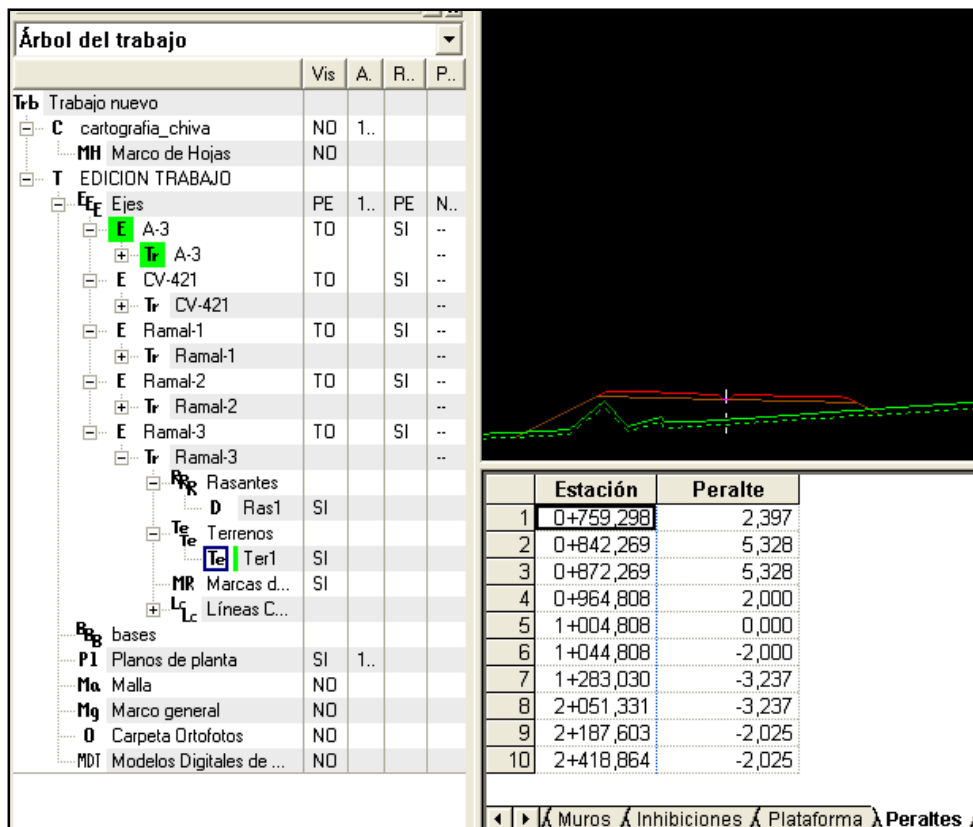 Árbol del trabajo
Vis A. R.. P..
Trb Trabajo nuevo
C cartografia_chiva NO 1..
MH Marco de Hojas NO
T EDICION TRABAJO
EEE Ejes PE 1.. PE N..
E A-3 TO SI --
Tr A-3 --
E CV-421 TO SI --
Tr CV-421 --
E Ramal-1 TO SI --
Tr Ramal-1 --
E Ramal-2 TO SI --
Tr Ramal-2 --
E Ramal-3 TO SI --
Tr Ramal-3 --
RRR Rasantes
D Ras1 SI
Te Te Terrenos
Te Ter1 SI
MR Marcas d... SI
Lc Lc Líneas C...
BBB bases
Pl Planos de planta SI 1..
Ma Malla NO
Mg Marco general NO
O Carpeta Ortofotos NO
MDT Modelos Digitales de ... NO
Estación Peralte
1 0+759,298 2,397
2 0+842,269 5,328
3 0+872,269 5,328
4 0+964,808 2,000
5 1+004,808 0,000
6 1+044,808 -2,000
7 1+283,030 -3,237
8 2+051,331 -3,237
9 2+187,603 -2,025
10 2+418,864 -2,025
Muros Inhibiciones Plataforma Peraltes